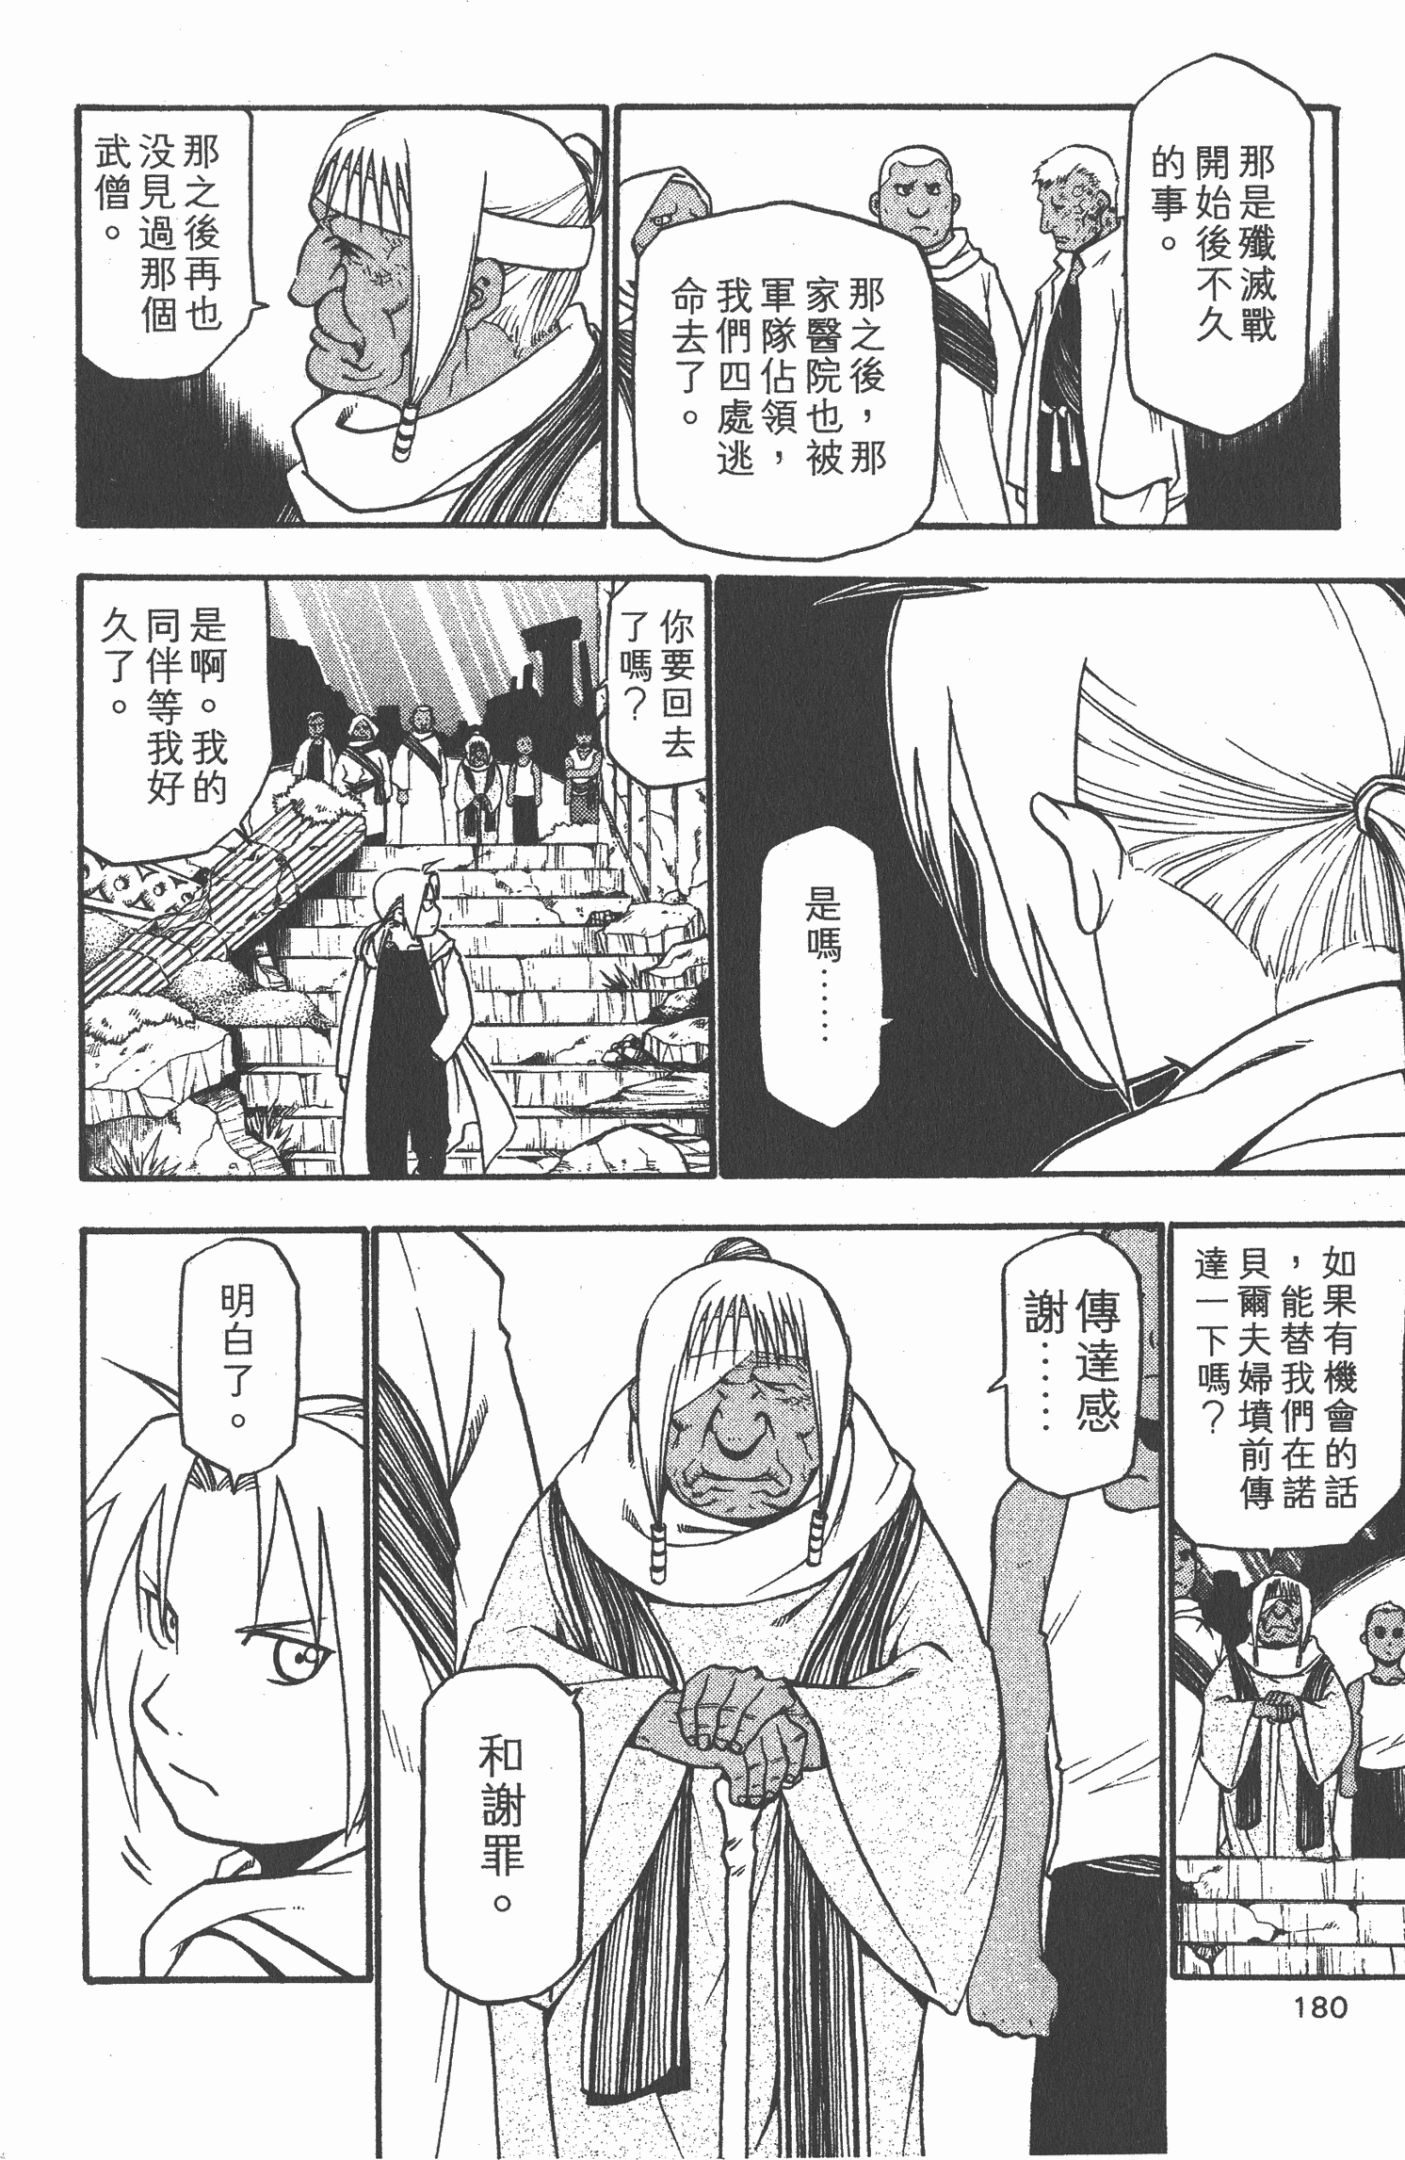 那是殲滅戰
開始後不久
的事。
那之後，那
家醫院也被
軍隊佔領，
我們四處逃
命去了。
那之後再也
没見過那個
武僧。
是嗎……
你要回去
了嗎？
是啊。我的
同伴等我好
久了。
如果有機會的話
，能替我們在諾
貝爾夫婦墳前傳
達一下嗎？
傳達感
謝……
和謝罪。
明白了。
180